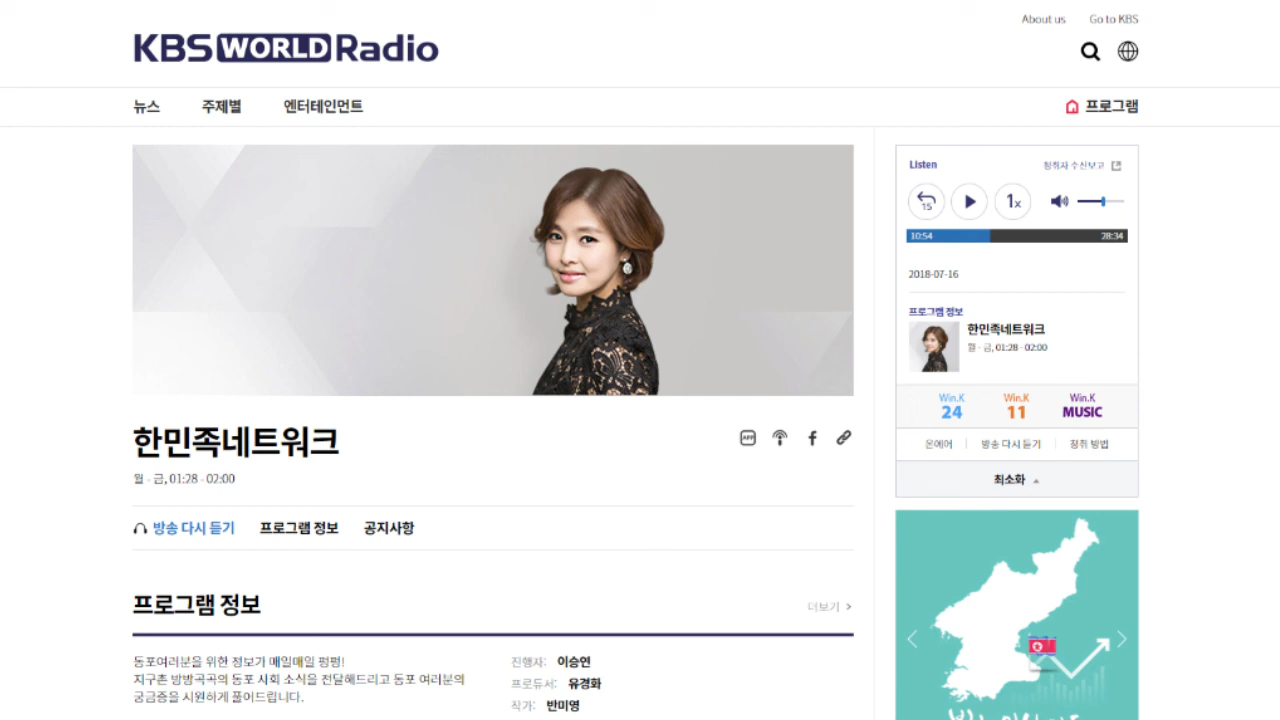 About us Go to KBS
KBS WORLD Radio
뉴스 주제별 엔터테인먼트 프로그램
Listen 청취자 수신보고
15 1x
10:54 28:34
2018-07-16
프로그램 정보
한민족네트워크
월 - 금, 01:28 - 02:00
Win.K 24 Win.K 11 Win.K MUSIC
온에어 방송 다시 듣기 청취 방법
최소화
한민족네트워크
APP
월 - 금, 01:28 - 02:00
방송 다시 듣기 프로그램 정보 공지사항
프로그램 정보
더보기
동포여러분을 위한 정보가 매일매일 펑펑!
지구촌 방방곡곡의 동포 사회 소식을 전달해드리고 동포 여러분의
궁금증을 시원하게 풀어드립니다.
진행자: 이승연
프로듀서: 유경화
작가: 반미영